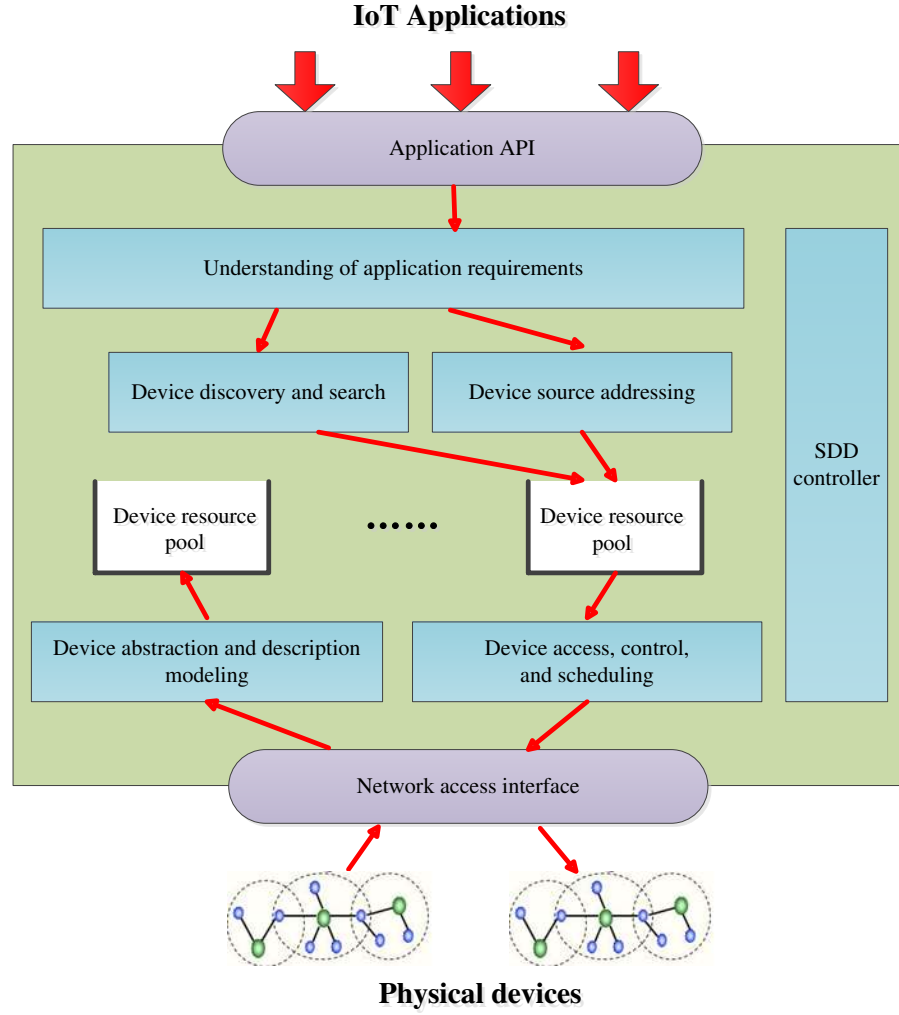 IoT Applications
Application API
Understanding of application requirements
Device discovery and search
Device source addressing
SDD
controller
Device resource
pool
......
Device resource
pool
Device abstraction and description
modeling
Device access, control,
and scheduling
Network access interface
Physical devices